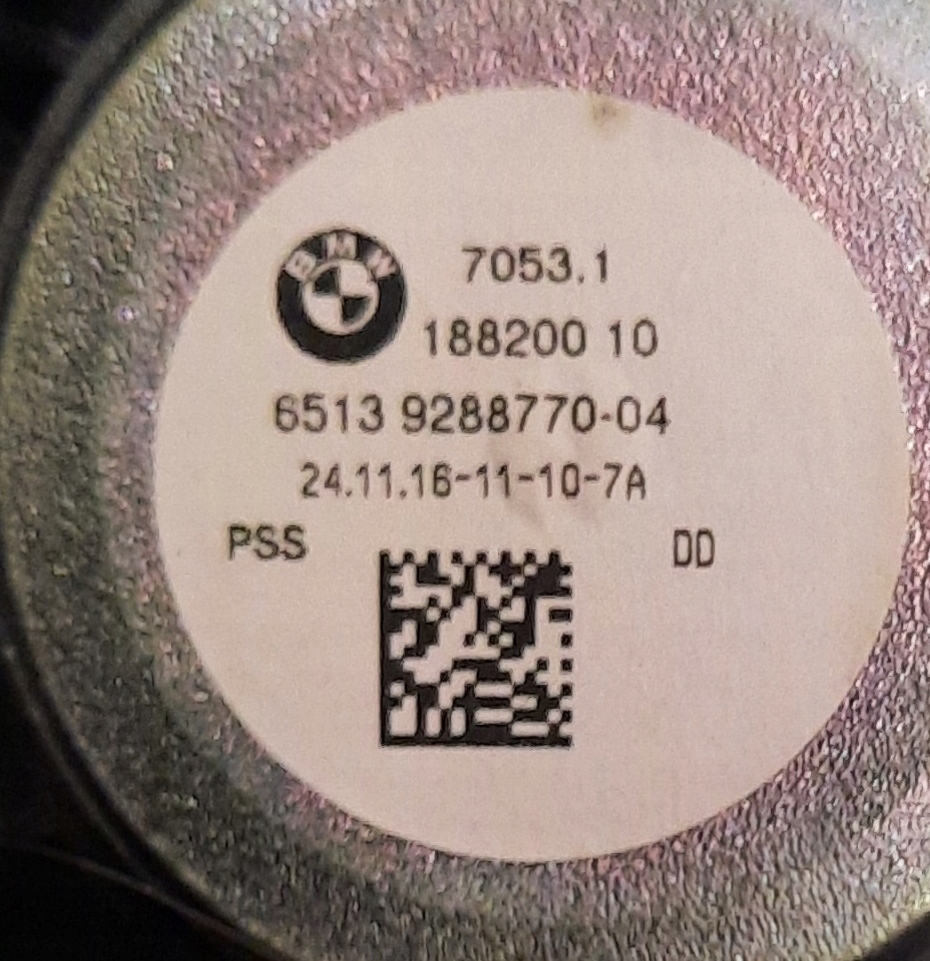 BMW
7053.1
188200 10
6513 9288770-04
24.11.16-11-10-7A
PSS DD